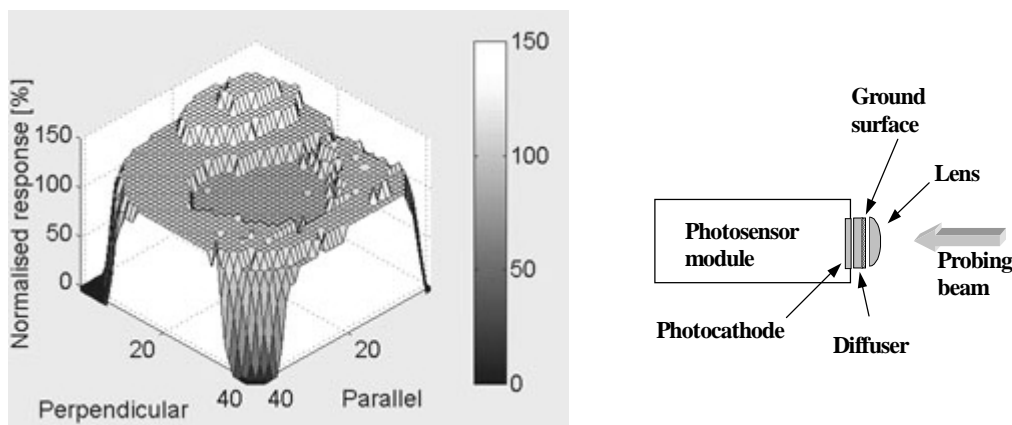 Normalised response [%]
150
100
50
0
20
40
Perpendicular
40
20
Parallel
150
100
50
0
Ground
surface
Lens
Photosensor
module
Probing
beam
Photocathode
Diffuser